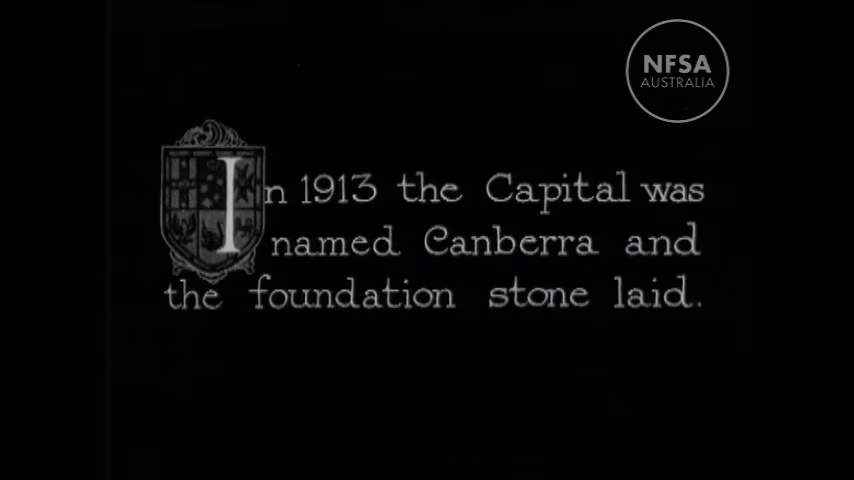 NFSA
AUSTRALIA
In 1913 the Capital was
named Canberra and
the foundation stone laid.